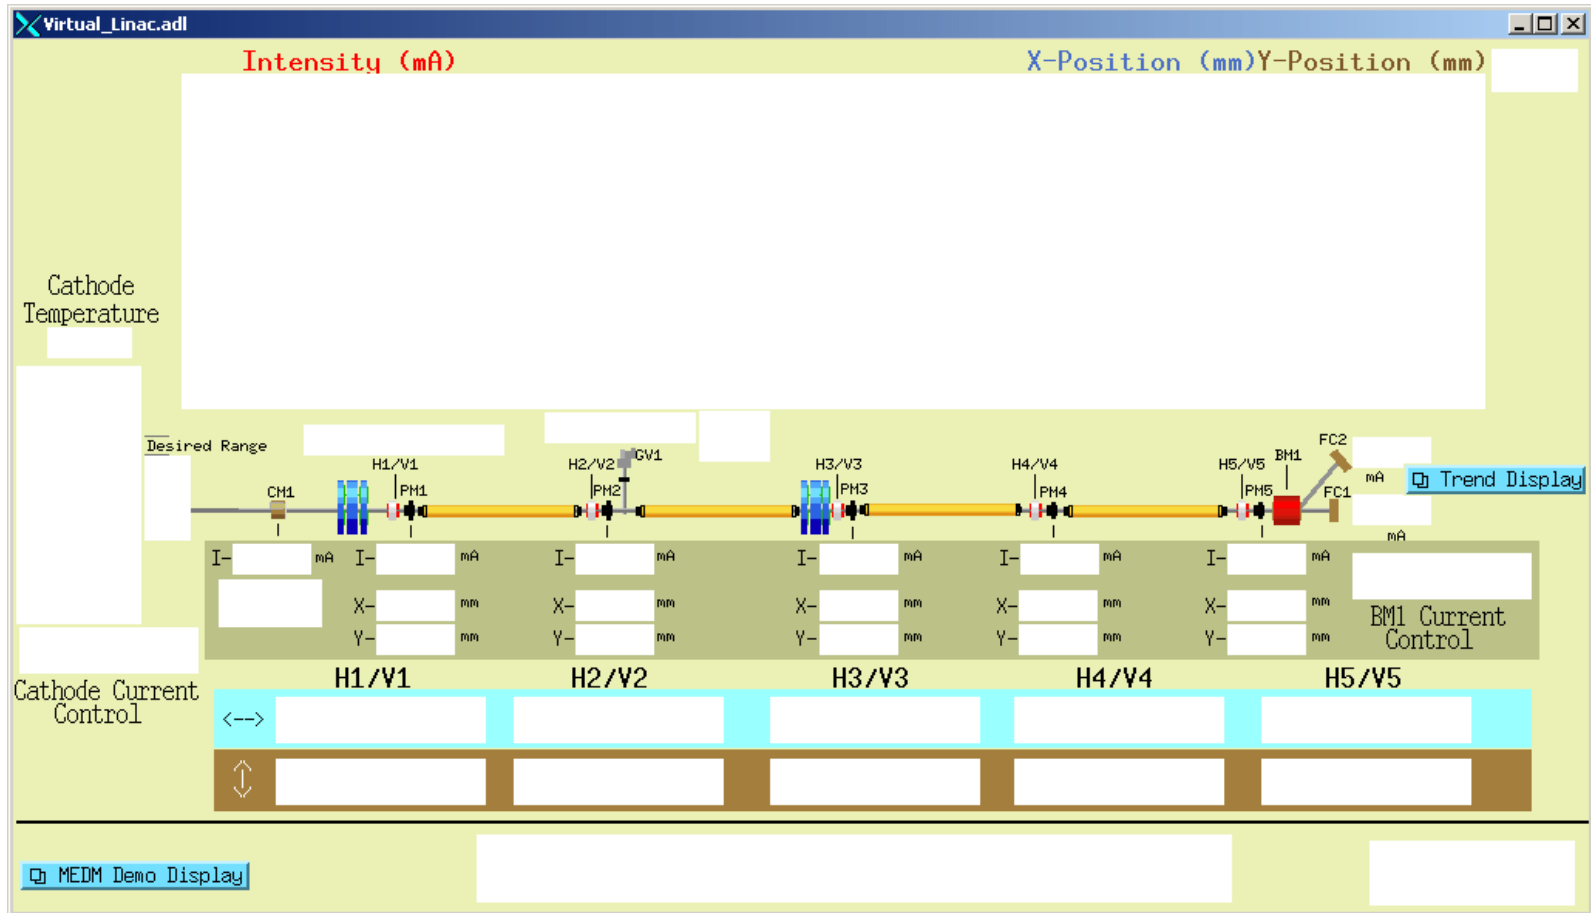 Virtual_Linac.adl
Intensity (mA)
X-Position (mm)Y-Position (mm)
Cathode
Temperature
Desired Range
H1/V1
H2/V2
GV1
H3/V3
H4/V4
H5/V5
BM1
FC2
mA
Trend Display
CM1
PM1
PM2
PM3
PM4
PM5
FC1
mA
I- mA I- mA I- mA I- mA I- mA I- mA
X- mm X- mm X- mm X- mm X- mm
Y- mm Y- mm Y- mm Y- mm Y- mm
BM1 Current
Control
H1/V1 H2/V2 H3/V3 H4/V4 H5/V5
Cathode Current
Control
<-->
MEDM Demo Display